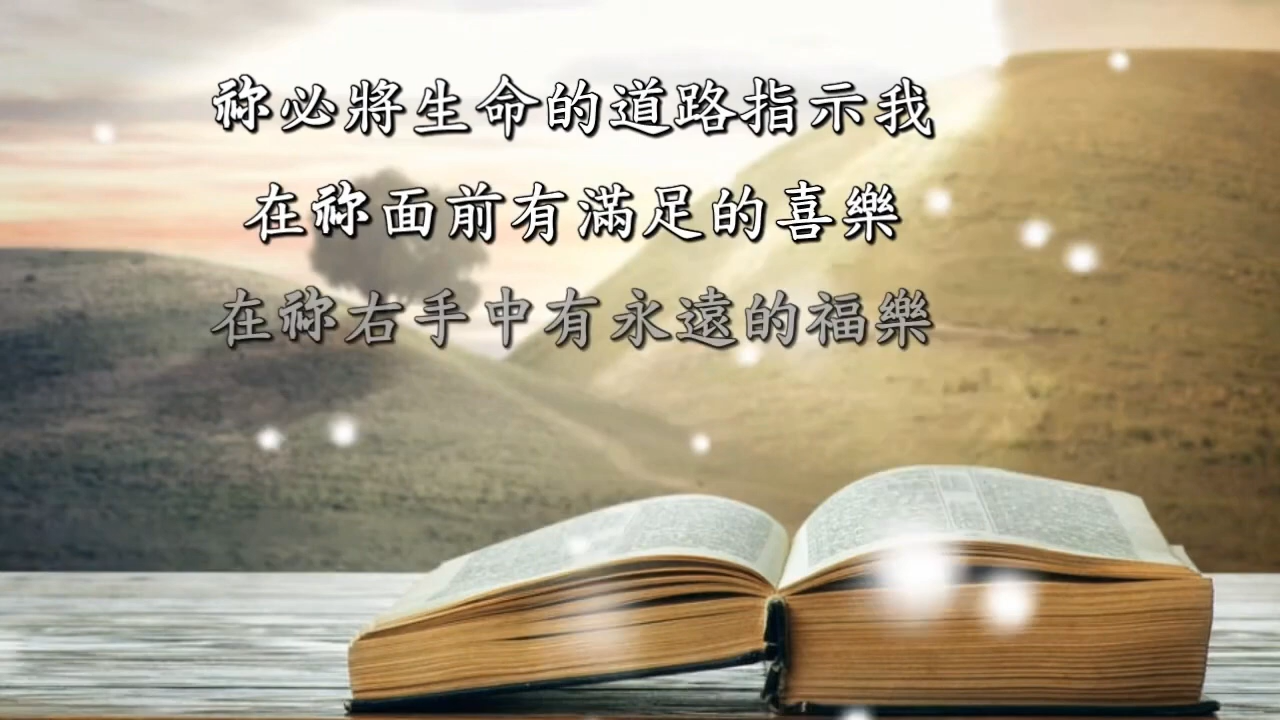 祢必將生命的道路指示我
在祢面前有滿足的喜樂
在祢右手中有永遠的福樂